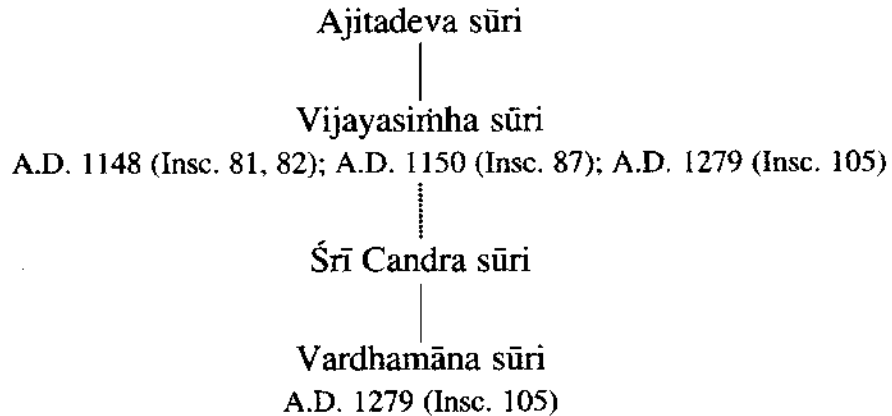 Ajitadeva sūri
Vijayasiṁha sūri
A.D. 1148 (Insc. 81, 82); A.D. 1150 (Insc. 87); A.D. 1279 (Insc. 105)
Śrī Candra sūri
Vardhamāna sūri
A.D. 1279 (Insc. 105)